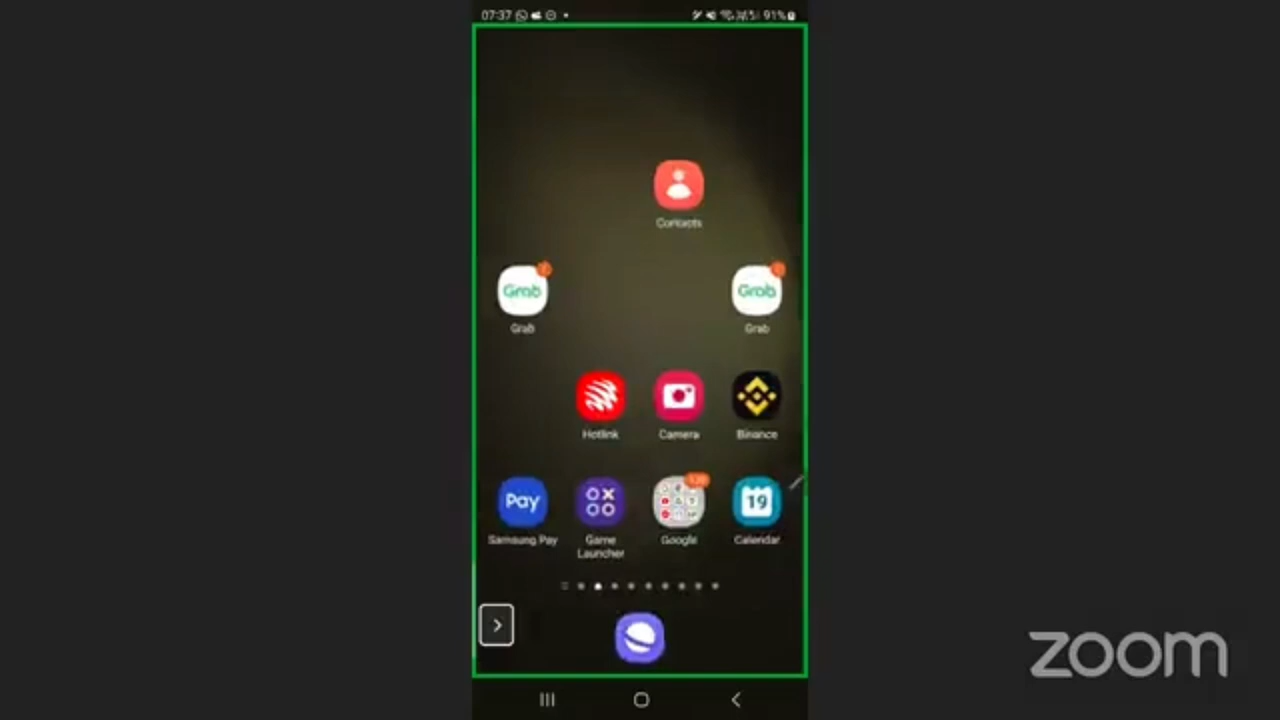 07:37
91%
Contacts
Grab
Grab
Grab
Grab
Hotlink
Camera
Binance
Pay
19
Samsung Pay
Game
Launcher
Google
Calendar
zoom